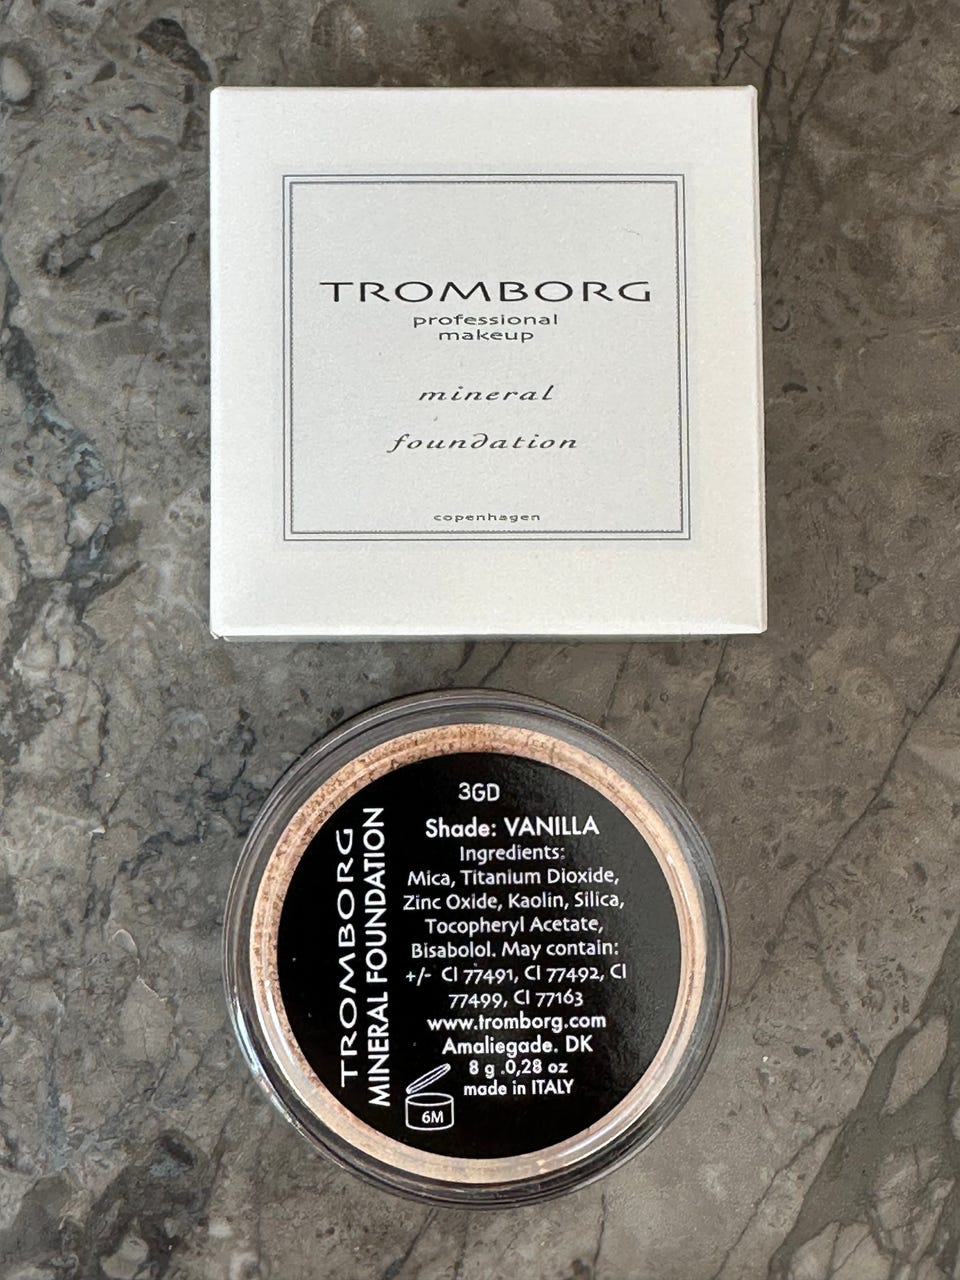 TROMBORG
professional
makeup
mineral
foundation
copenhagen
TROMBORG
MINERAL FOUNDATION
3GD
Shade: VANILLA
Ingredients:
Mica, Titanium Dioxide,
Zinc Oxide, Kaolin, Silica,
Tocopheryl Acetate,
Bisabolol. May contain:
+/- CI 77491, CI 77492, CI
77499, CI 77163
www.tromborg.com
Amaliegade. DK
8 g .0,28 oz
made in ITALY
6M